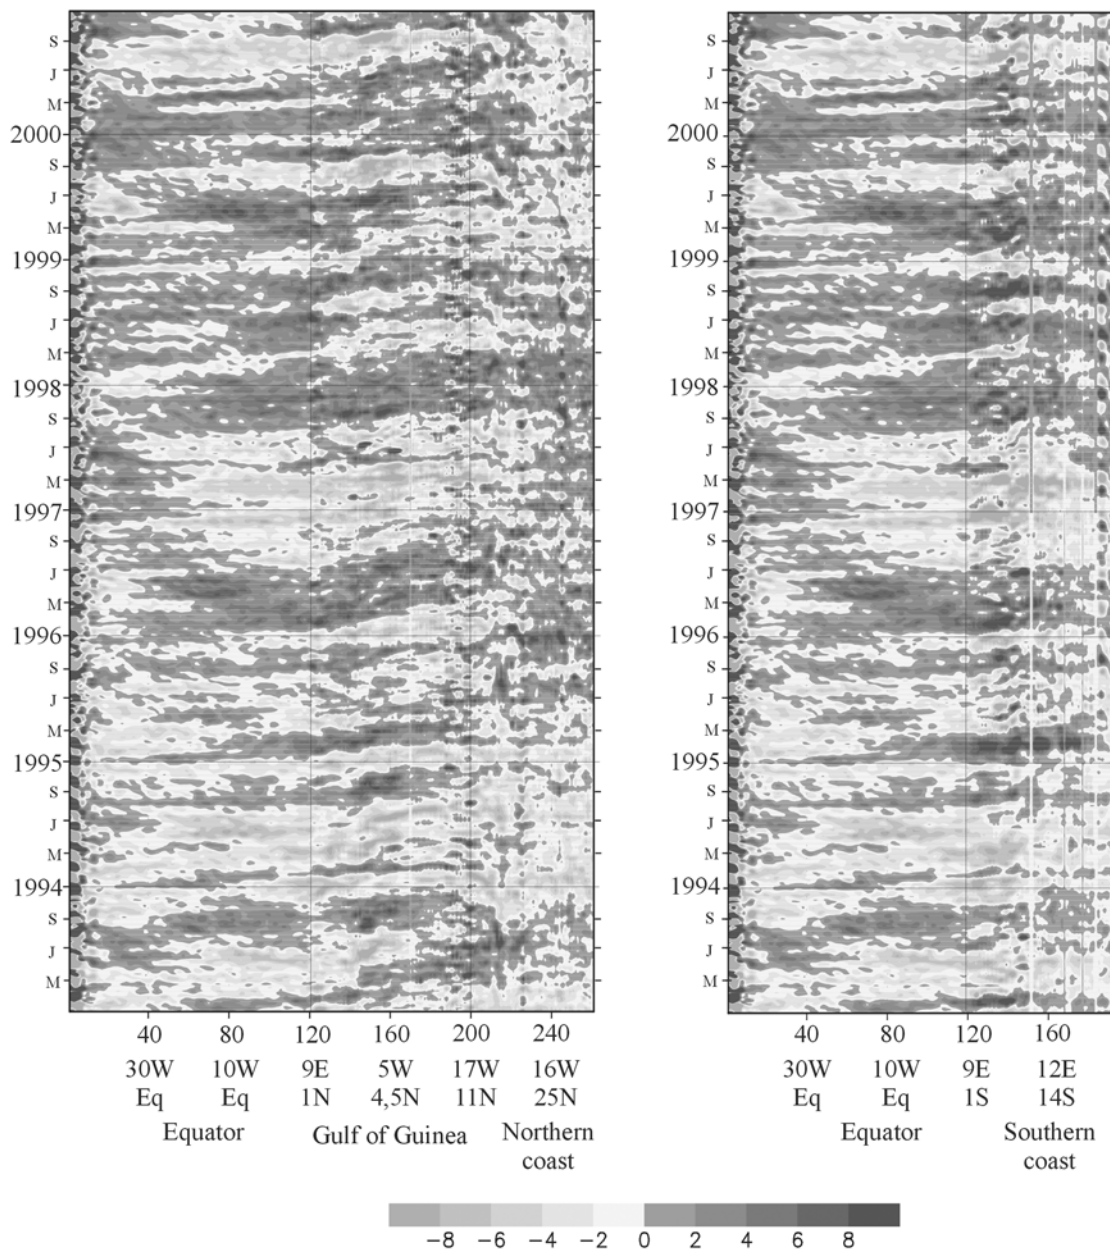 S
J
M
2000
S
J
M
1999
S
J
M
1998
S
J
M
1997
S
J
M
1996
S
J
M
1995
S
J
M
1994
S
J
M
40 80 120 160 200 240
30W 10W 9E 5W 17W 16W
Eq Eq 1N 4,5N 11N 25N
Equator Gulf of Guinea Northern
coast
S
J
M
2000
S
J
M
1999
S
J
M
1998
S
J
M
1997
S
J
M
1996
S
J
M
1995
S
J
M
1994
S
J
M
40 80 120 160
30W 10W 9E 12E
Eq Eq 1S 14S
Equator Southern
coast
-8 -6 -4 -2 0 2 4 6 8